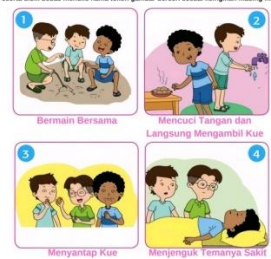 1
2
Bermain Bersama
Mencuci Tangan dan
Langsung Mengambil Kue
3
4
Menyantap Kue
Menjenguk Temanya Sakit